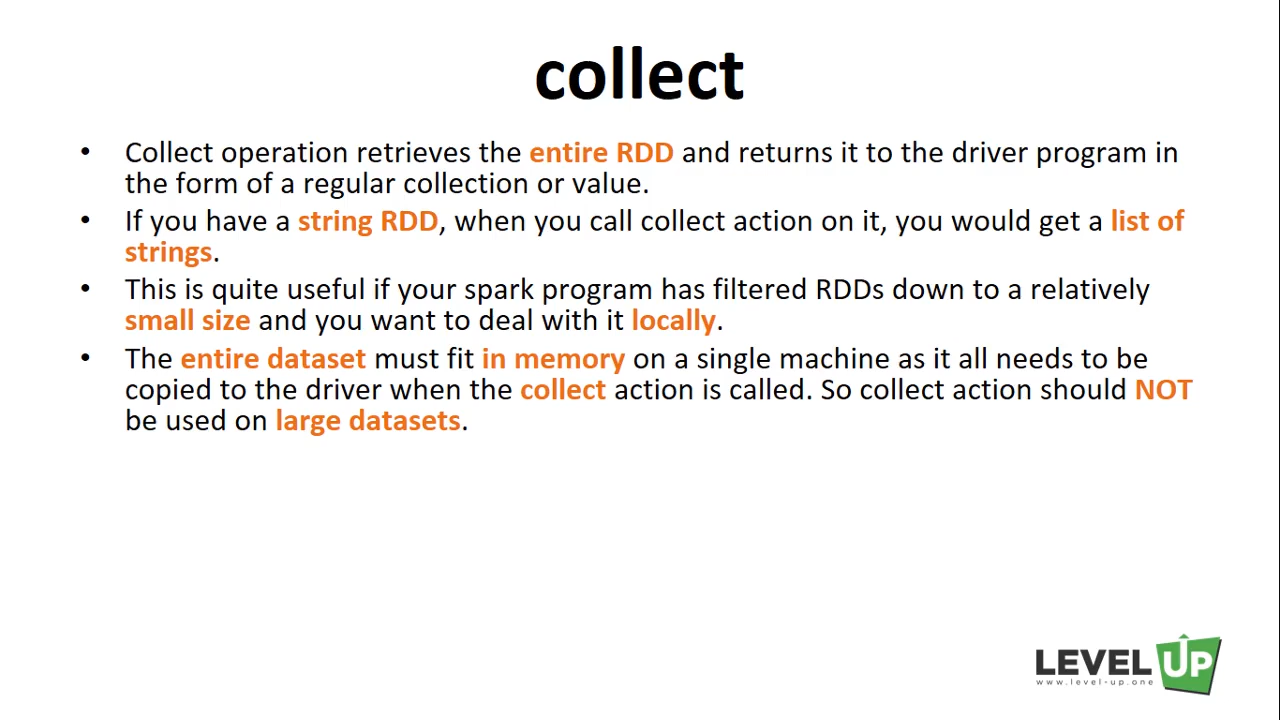 collect
• Collect operation retrieves the entire RDD and returns it to the driver program in
the form of a regular collection or value.
• If you have a string RDD, when you call collect action on it, you would get a list of
strings.
• This is quite useful if your spark program has filtered RDDs down to a relatively
small size and you want to deal with it locally.
• The entire dataset must fit in memory on a single machine as it all needs to be
copied to the driver when the collect action is called. So collect action should NOT
be used on large datasets.
LEVEL UP
www.level-up.one